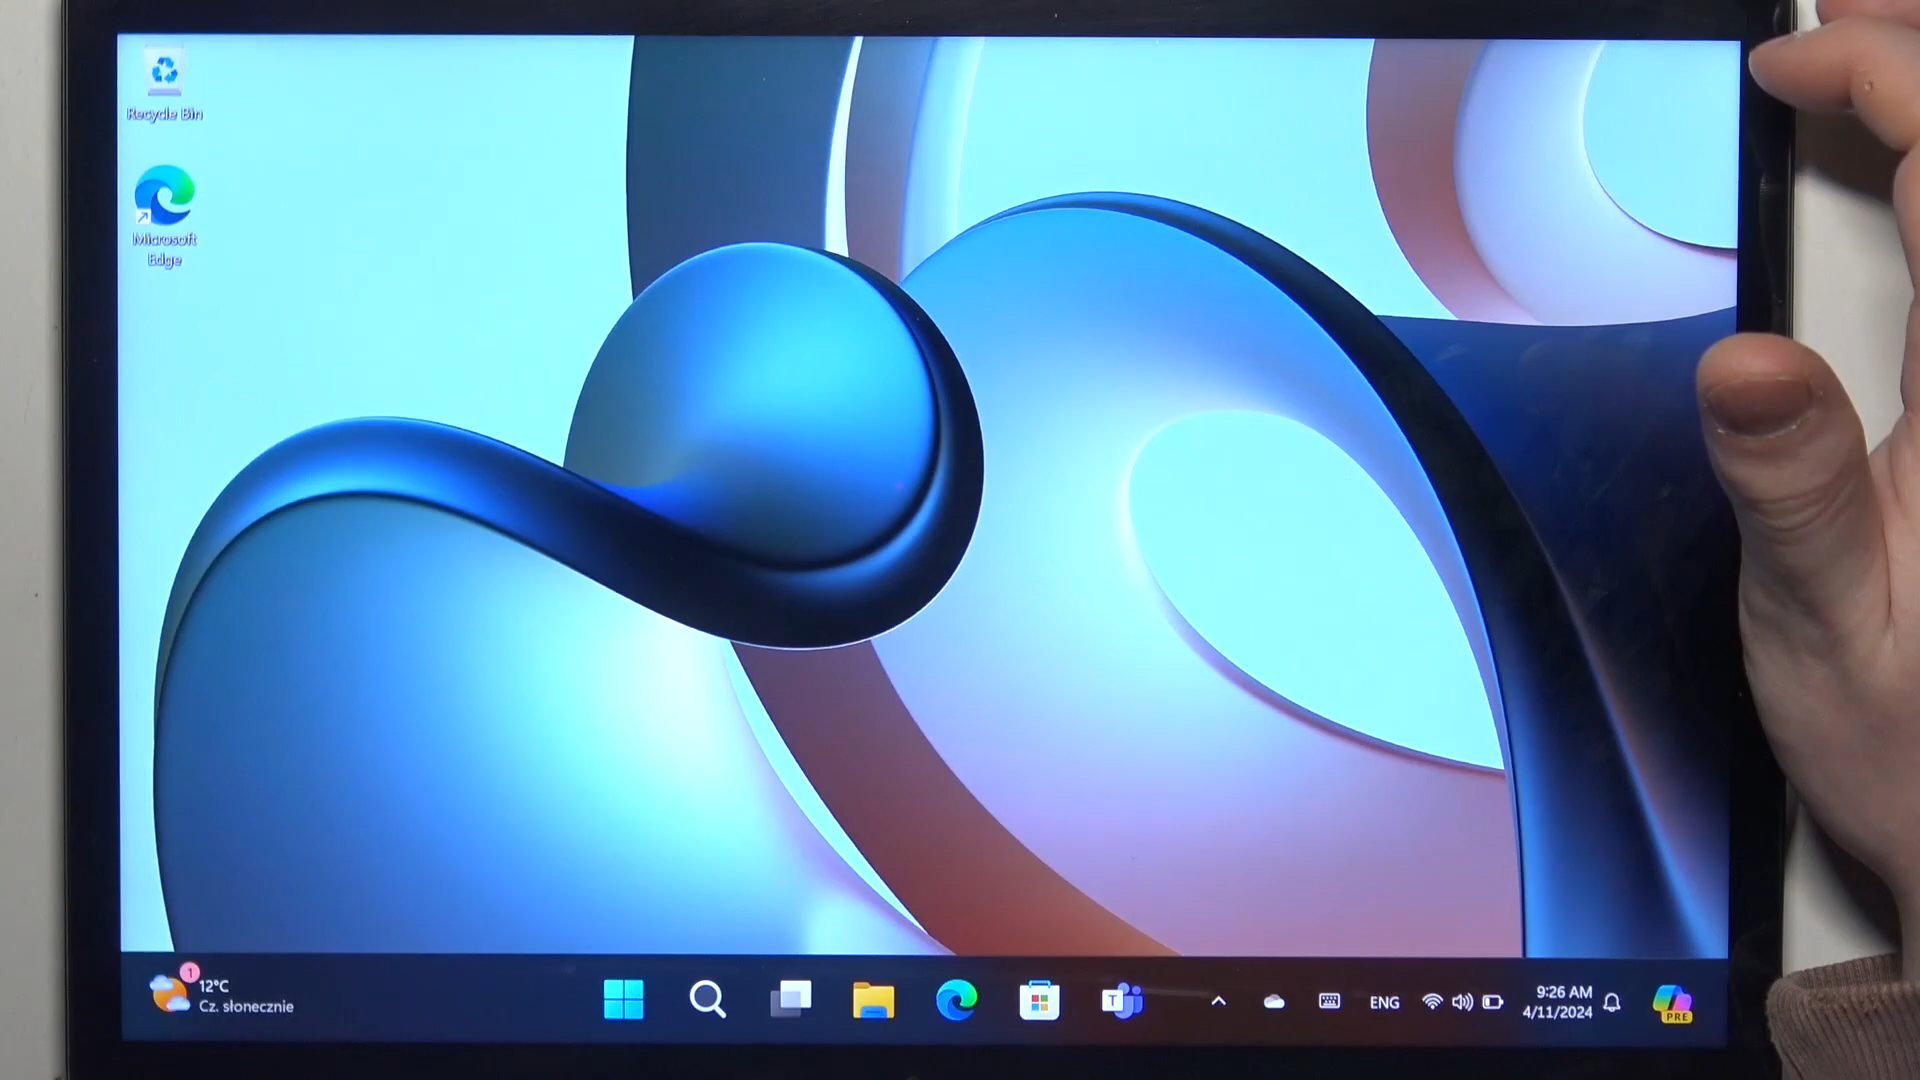 Recycle Bin
Microsoft
Edge
1
12°C
Cz. słonecznie
T
ENG
9:26 AM
4/11/2024
PRE